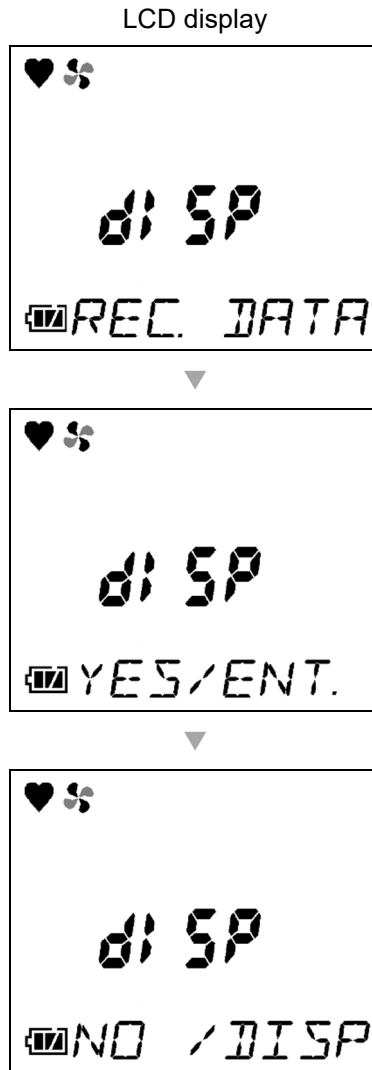 LCD display
dI SP
REC. DATA
dI SP
YES/ENT.
dI SP
NO /DISP